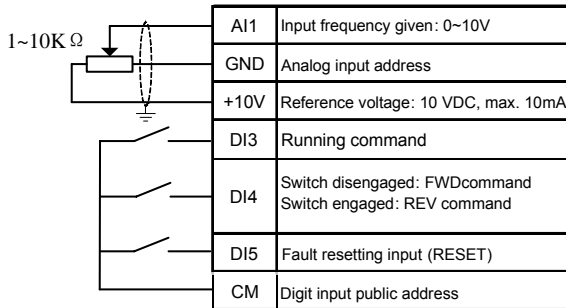 1~10KΩ
AI1 Input frequency given: 0~10V
GND Analog input address
+10V Reference voltage: 10 VDC, max. 10mA
DI3 Running command
DI4 Switch disengaged: FWDcommand
Switch engaged: REV command
DI5 Fault resetting input (RESET)
CM Digit input public address